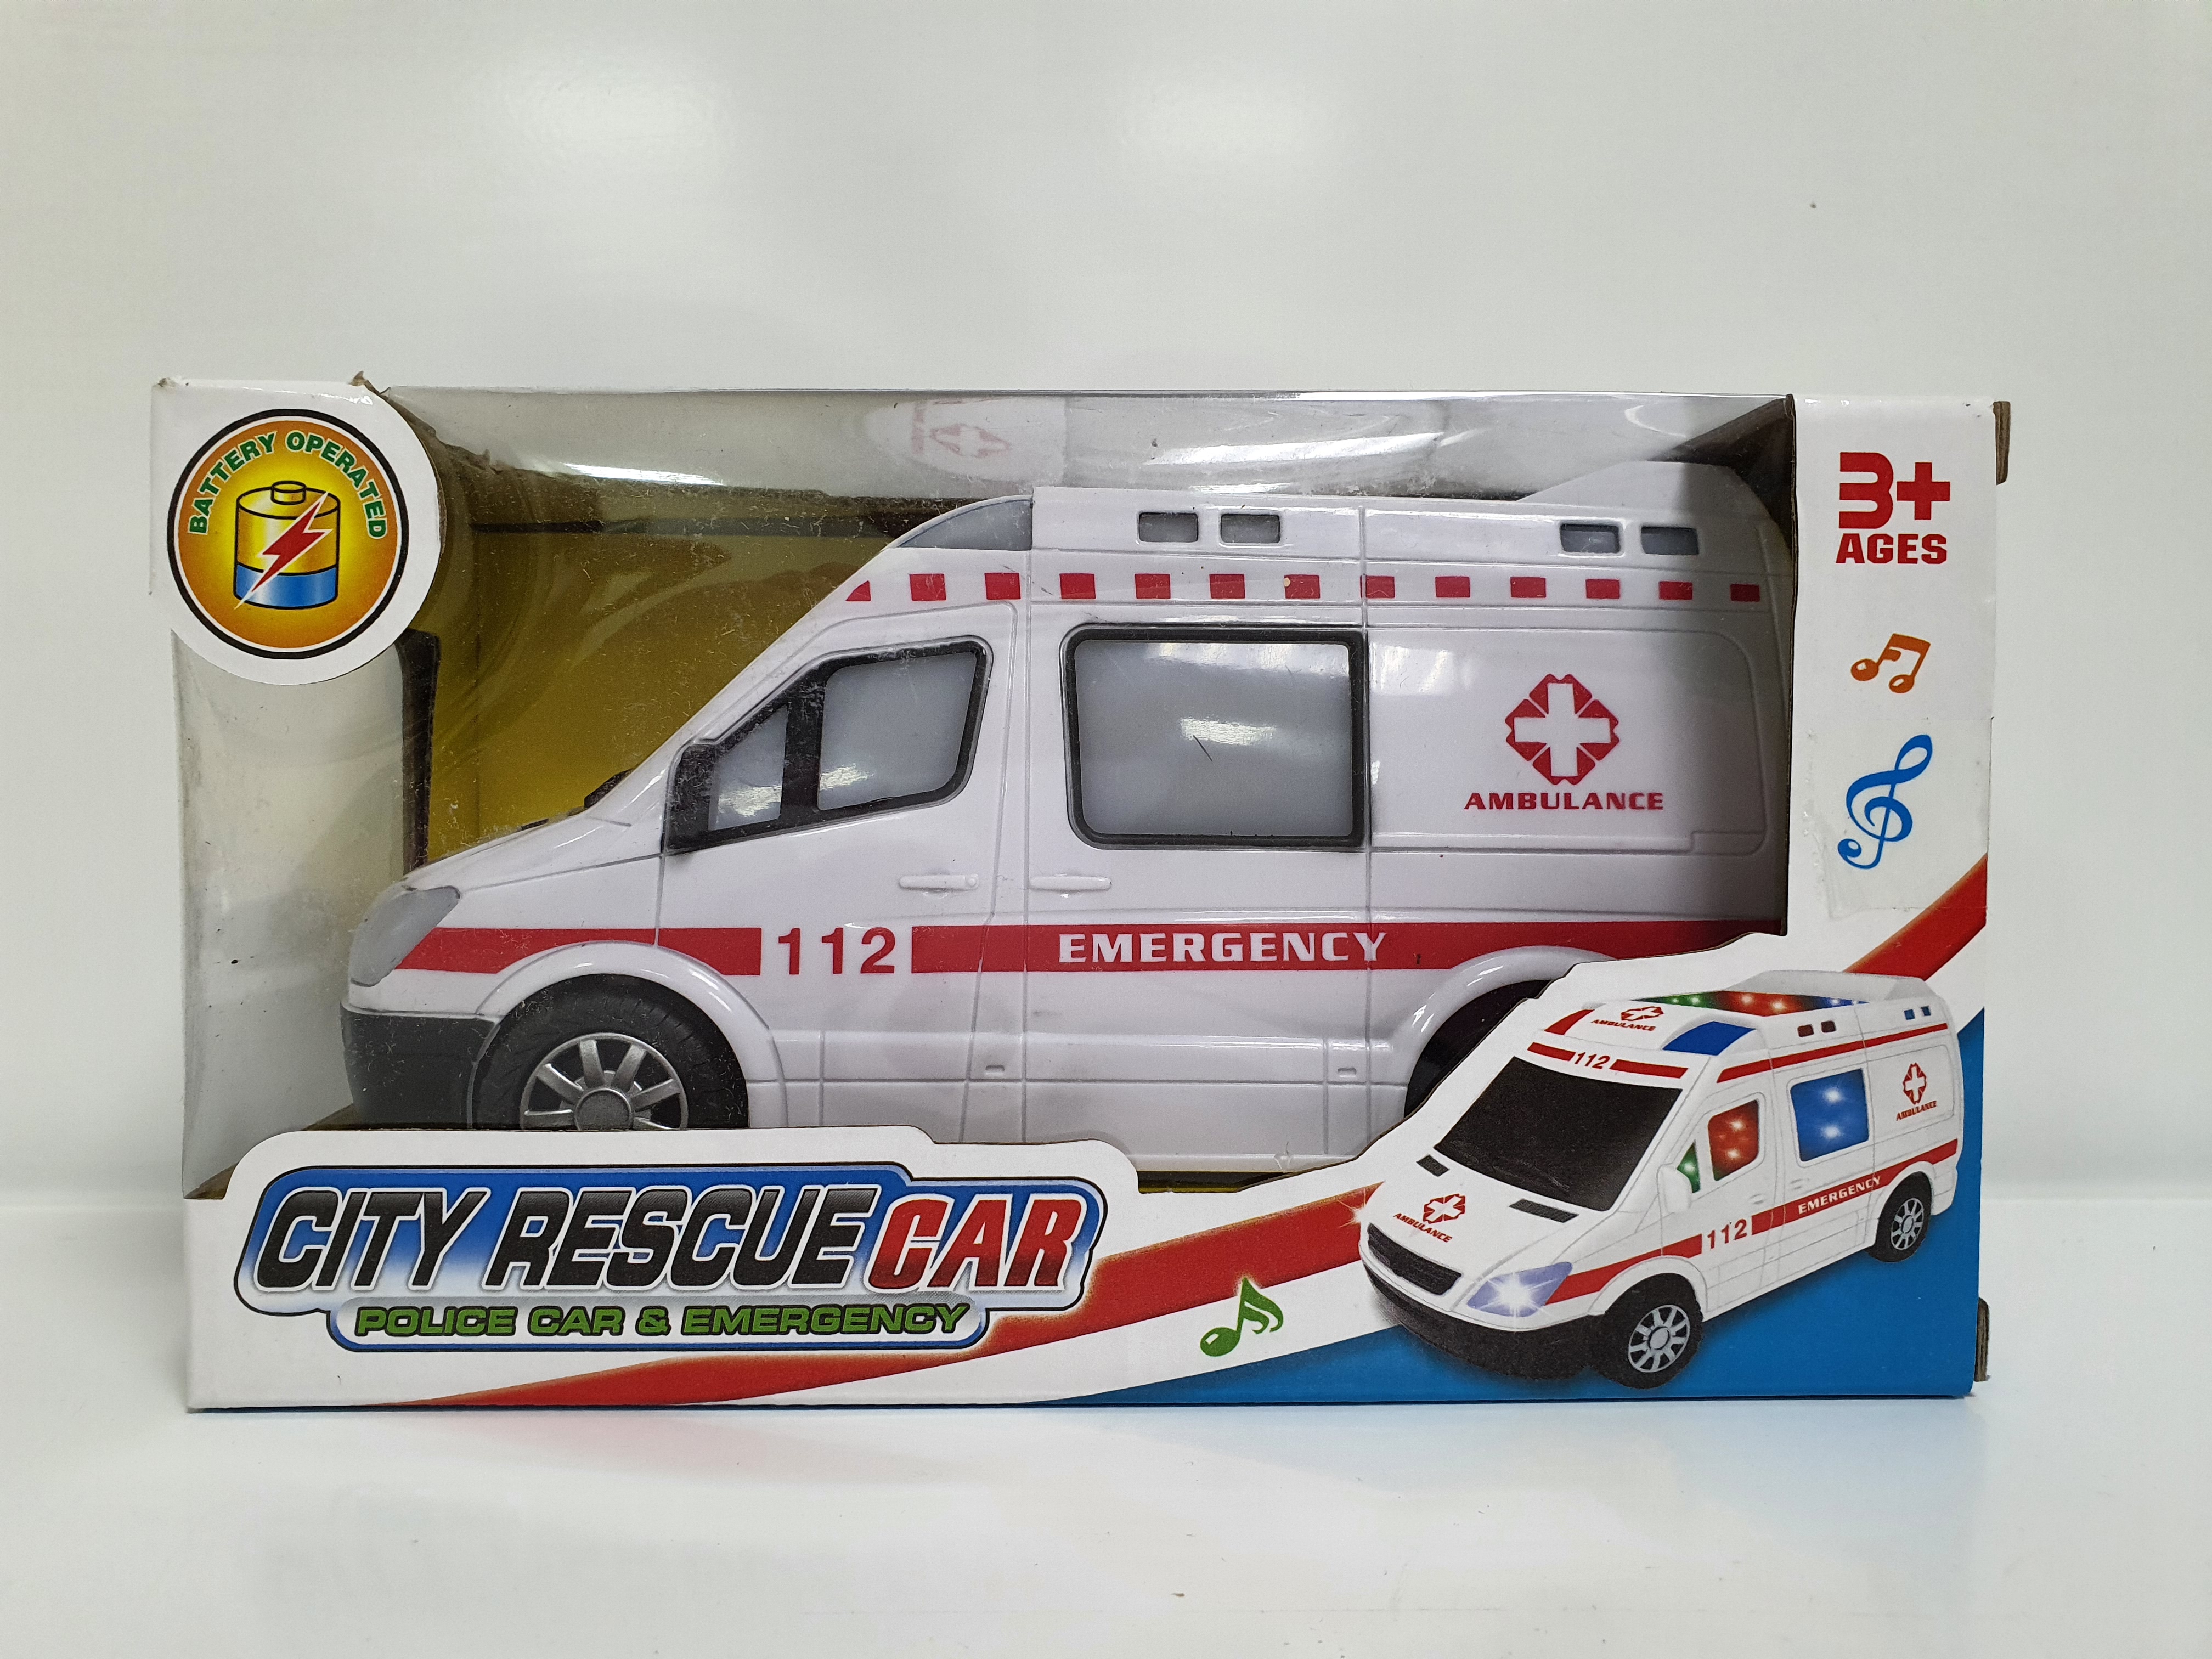 BATTERY OPERATED
3+
AGES
AMBULANCE
112 EMERGENCY
CITY RESCUE CAR
POLICE CAR & EMERGENCY
AMBULANCE
112
AMBULANCE
AMBULANCE
112 EMERGENCY